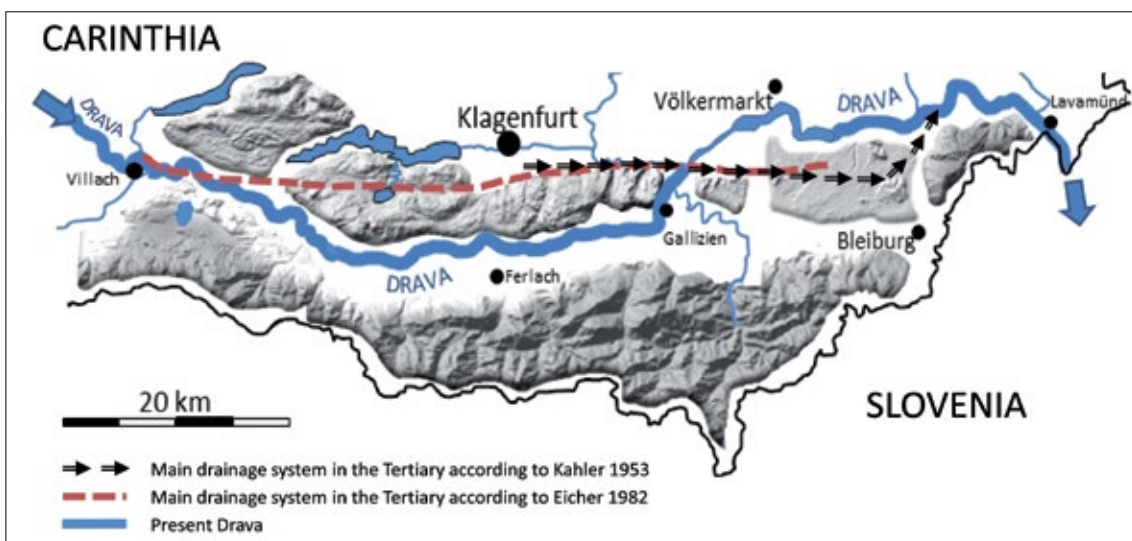 CARINTHIA
DRAVA
Villach
Klagenfurt
Völkermarkt
DRAVA
Lavamünd
Gallizien
Bleiburg
DRAVA
Ferlach
20 km
SLOVENIA
Main drainage system in the Tertiary according to Kahler 1953
Main drainage system in the Tertiary according to Eicher 1982
Present Drava